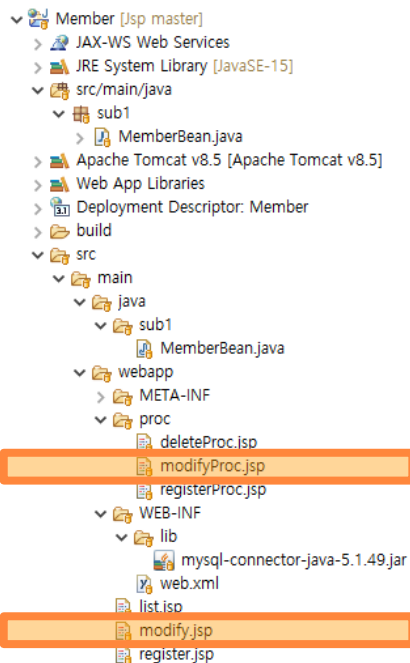 Member [Jsp master]
JAX-WS Web Services
JRE System Library [JavaSE-15]
src/main/java
sub1
MemberBean.java
Apache Tomcat v8.5 [Apache Tomcat v8.5]
Web App Libraries
3.1 Deployment Descriptor: Member
build
src
main
java
sub1
MemberBean.java
webapp
META-INF
proc
deleteProc.jsp
modifyProc.jsp
registerProc.jsp
WEB-INF
lib
mysql-connector-java-5.1.49.jar
web.xml
list.jsp
modify.jsp
register.jsp